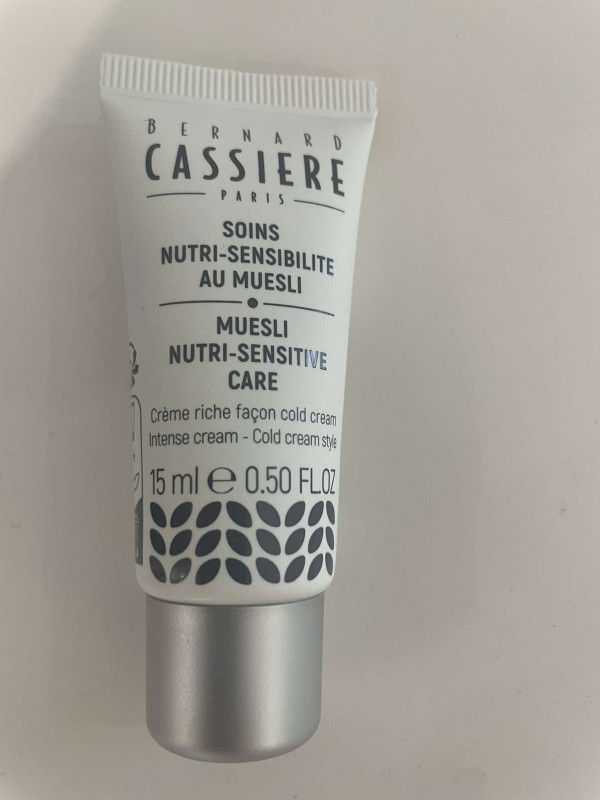 BERNARD
CASSIERE
PARIS
SOINS
NUTRI-SENSIBILITE
AU MUESLI
MUESLI
NUTRI-SENSITIVE
CARE
Crème riche façon cold cream
Intense cream - Cold cream style
15 ml e 0.50 FL.OZ